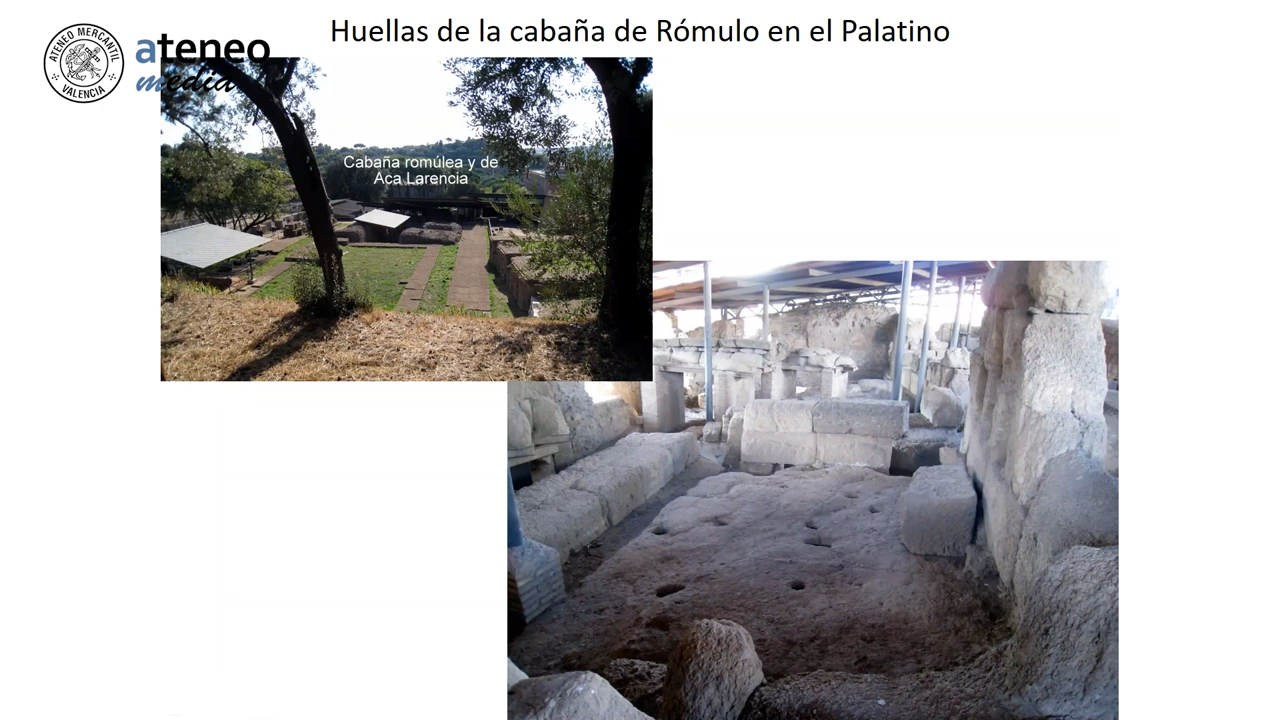 Huellas de la cabaña de Rómulo en el Palatino
ATENEO MERCANTIL
VALENCIA
ateneo
media
Cabaña romúlea y de
Aca Larencia